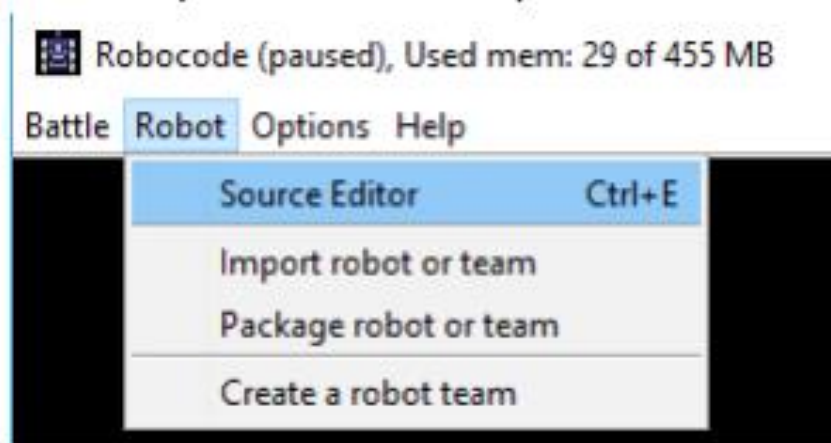 Robocode (paused), Used mem: 29 of 455 MB
Battle Robot Options Help
Source Editor Ctrl+E
Import robot or team
Package robot or team
Create a robot team